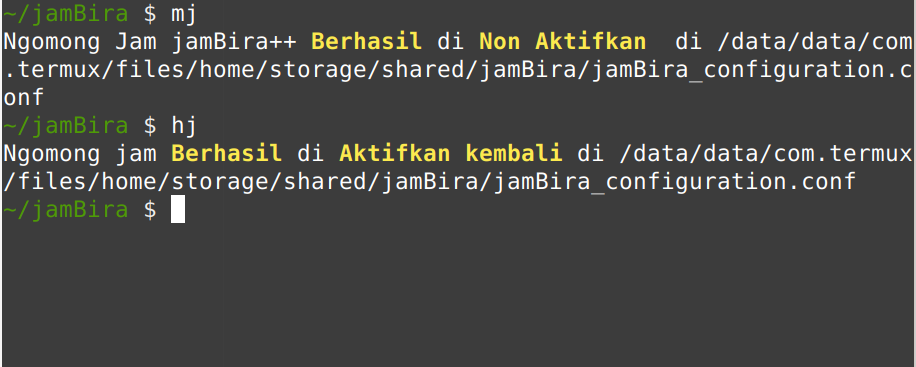 ~/jamBira $ mj
Ngomong Jam jamBira++ Berhasil di Non Aktifkan  di /data/data/com
.termux/files/home/storage/shared/jamBira/jamBira_configuration.c
onf
~/jamBira $ hj
Ngomong jam Berhasil di Aktifkan kembali di /data/data/com.termux
/files/home/storage/shared/jamBira/jamBira_configuration.conf
~/jamBira $